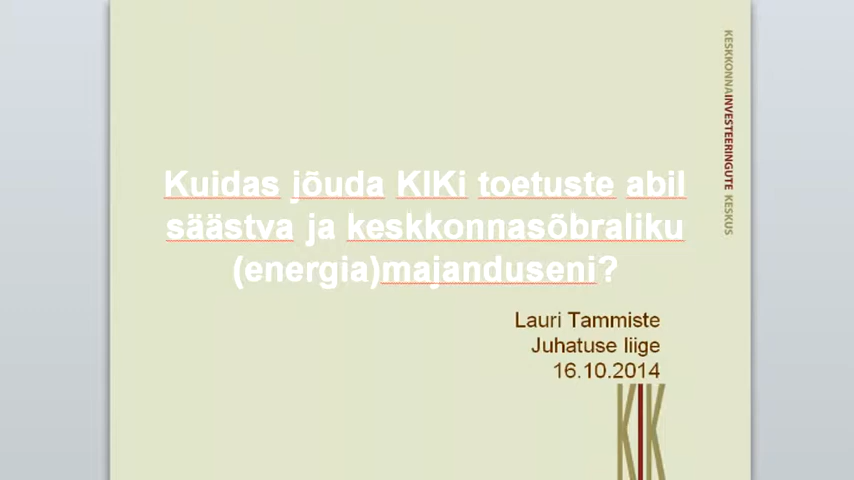 KESKKONNAINVESTEERINGUTE KESKUS
Kuidas jõuda KIKi toetuste abil
säästva ja keskkonnasõbraliku
(energia)majanduseni?
Lauri Tammiste
Juhatuse liige
16.10.2014
KIK